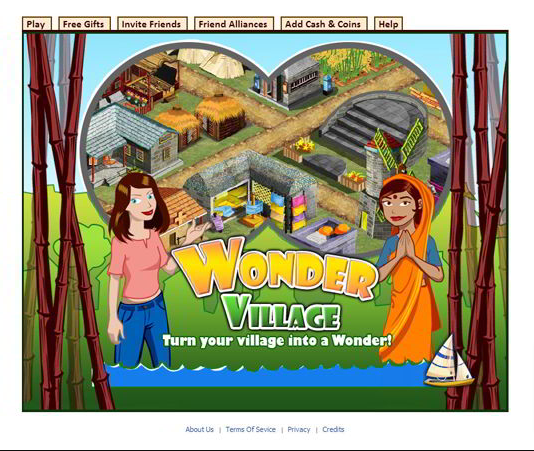 Play Free Gifts Invite Friends Friend Alliances Add Cash & Coins Help
WONDER
VILLAGE
Turn your village into a Wonder!
About Us | Terms Of Sevice | Privacy | Credits